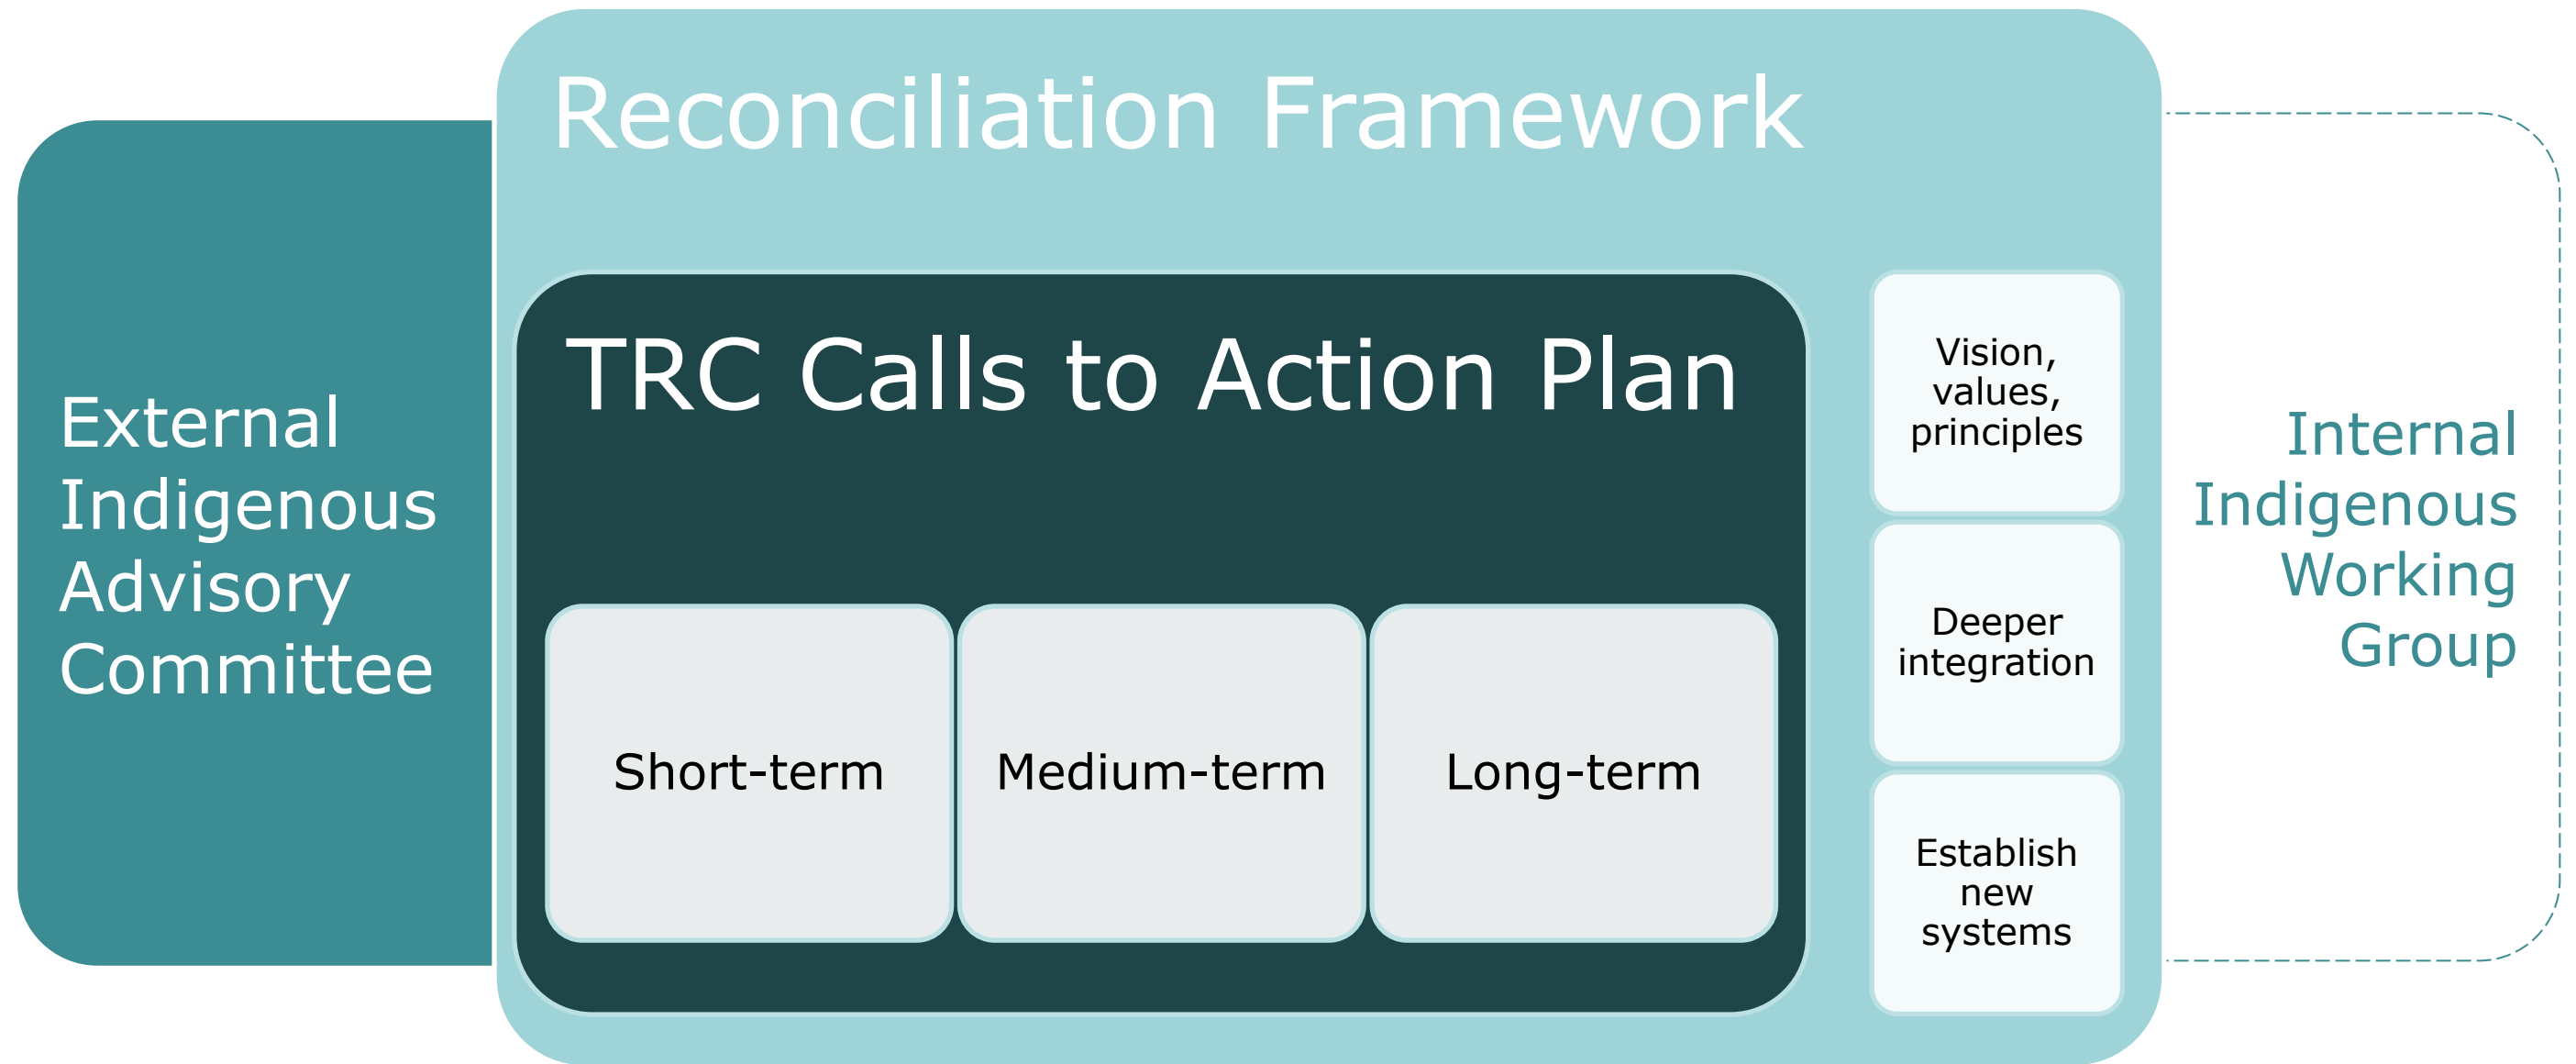 Reconciliation Framework
External
Indigenous
Advisory
Committee
TRC Calls to Action Plan
Short-term
Medium-term
Long-term
Vision,
values,
principles
Deeper
integration
Establish
new
systems
Internal
Indigenous
Working
Group